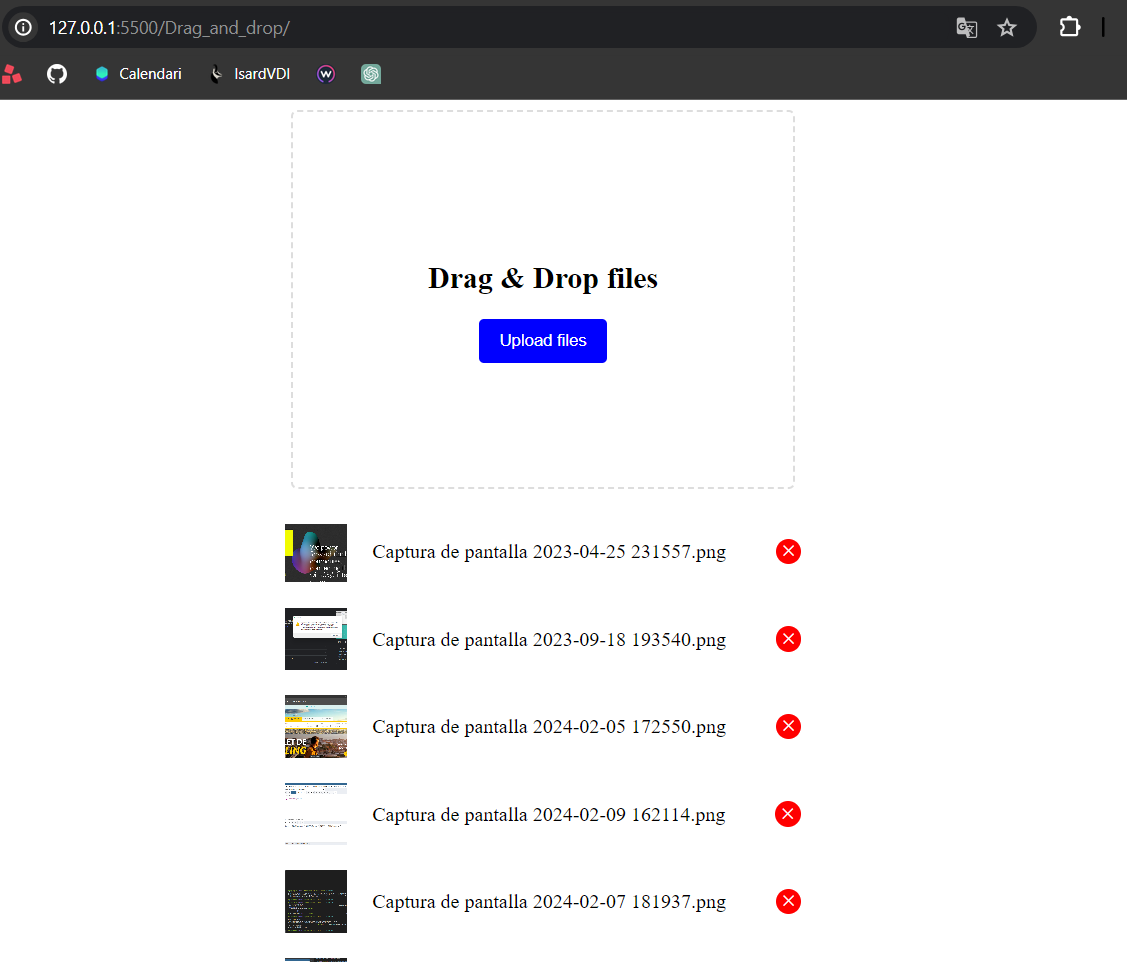 127.0.0.1:5500/Drag_and_drop/
Calendari
IsardVDI
Drag & Drop files
Upload files
Captura de pantalla 2023-04-25 231557.png
Captura de pantalla 2023-09-18 193540.png
Captura de pantalla 2024-02-05 172550.png
Captura de pantalla 2024-02-09 162114.png
Captura de pantalla 2024-02-07 181937.png